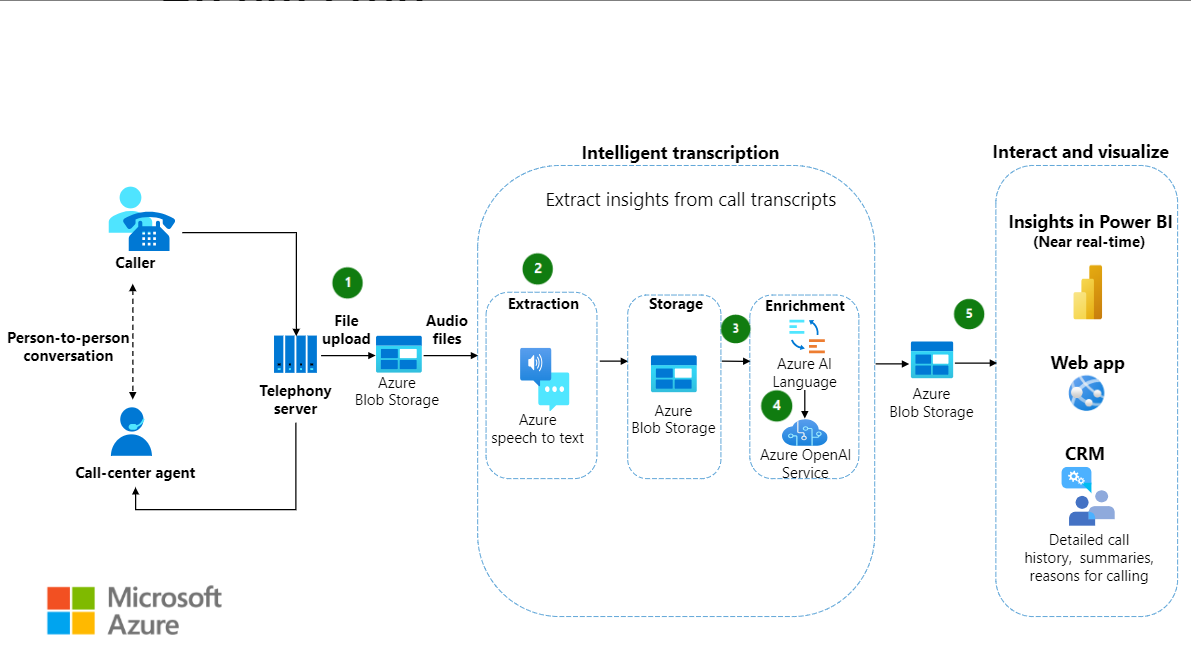 Intelligent transcription
Interact and visualize
Extract insights from call transcripts
Insights in Power BI
(Near real-time)
Caller
1
2
Extraction
Storage
Enrichment
3
5
File
upload
Audio
files
Person-to-person
conversation
Telephony
server
Azure
Blob Storage
Azure
speech to text
Azure
Blob Storage
Azure AI
Language
4
Azure OpenAI
Service
Azure
Blob Storage
Web app
Call-center agent
CRM
Detailed call
history, summaries,
reasons for calling
Microsoft
Azure